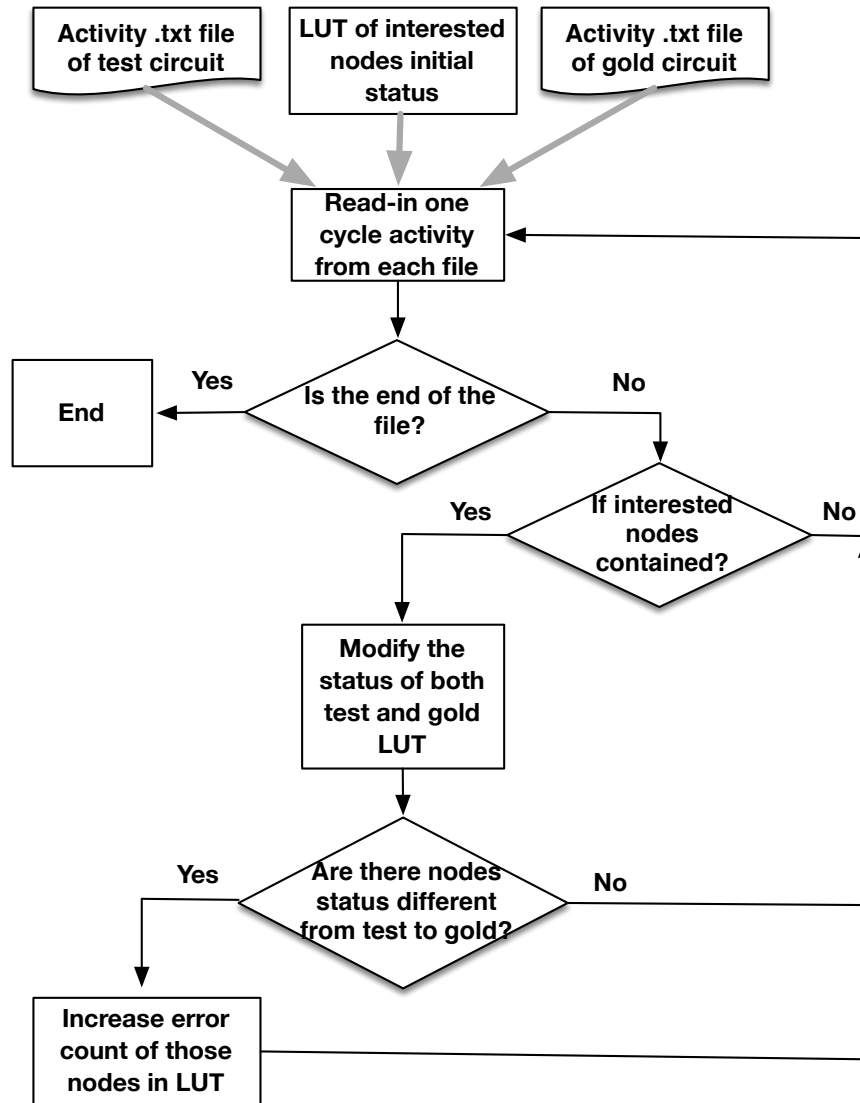 Activity .txt file
of test circuit
LUT of interested
nodes initial
status
Activity .txt file
of gold circuit
Read-in one
cycle activity
from each file
Yes
Is the end of the
file?
No
End
Yes
If interested
nodes
contained?
No
Modify the
status of both
test and gold
LUT
Yes
Are there nodes
status different
from test to gold?
No
Increase error
count of those
nodes in LUT